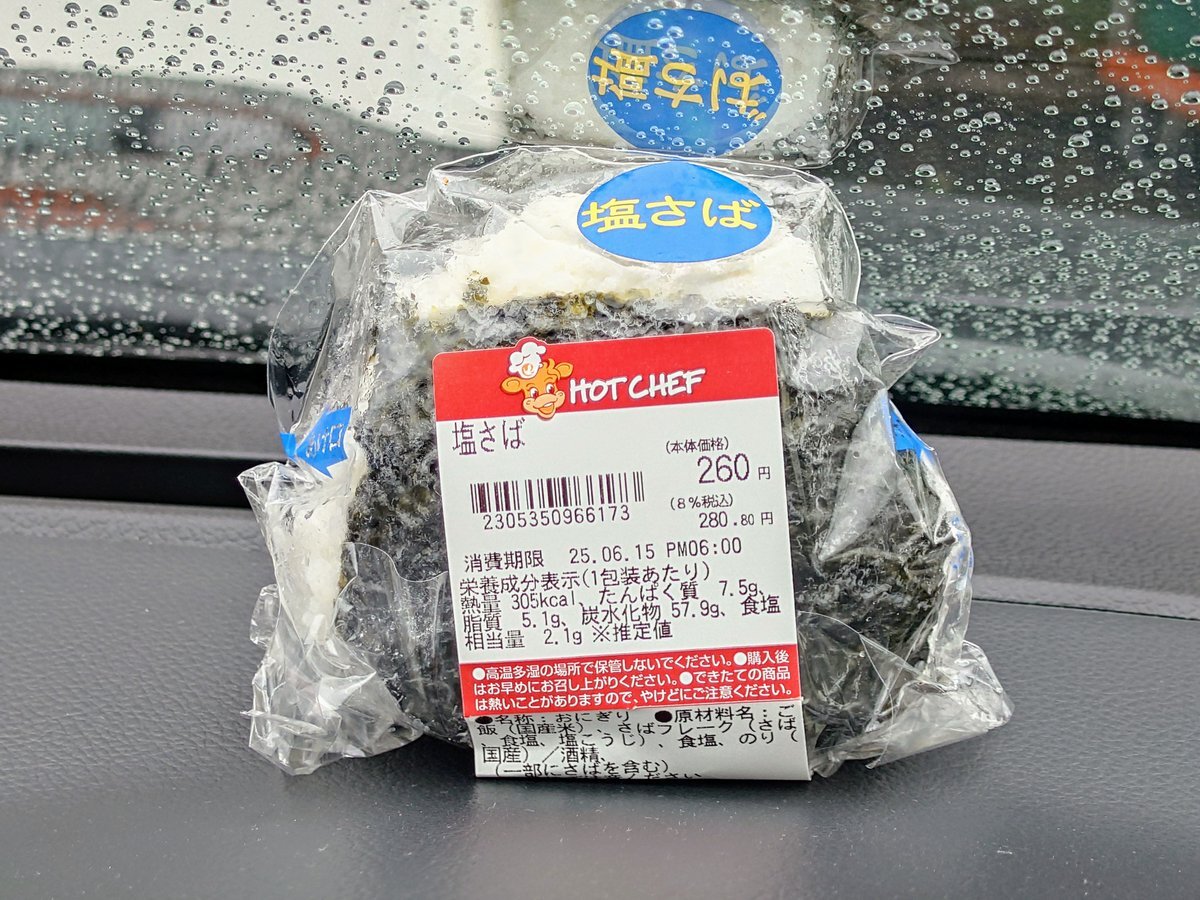 塩さば
塩さば
HOT CHEF
塩さば
(本体価格)
260円
(8%税込)
280.80円
2305350966173
消費期限 25.06.15 PM06:00
栄養成分表示(1包装あたり)
熱量 305kcal、たんぱく質 7.5g、
脂質 5.1g、炭水化物 57.9g、食塩
相当量 2.1g ※推定値
●高温多湿の場所で保管しないでください。●購入後
はお早めにお召し上がりください。●できたての商品
は熱いことがありますので、やけどにご注意ください。
●名称:おにぎり ●原材料名:ご
飯(国産米)、さばフレーク(さば
、食塩、塩こうじ)、食塩、のり(
国産)/酒精、
(一部にさばを含む)